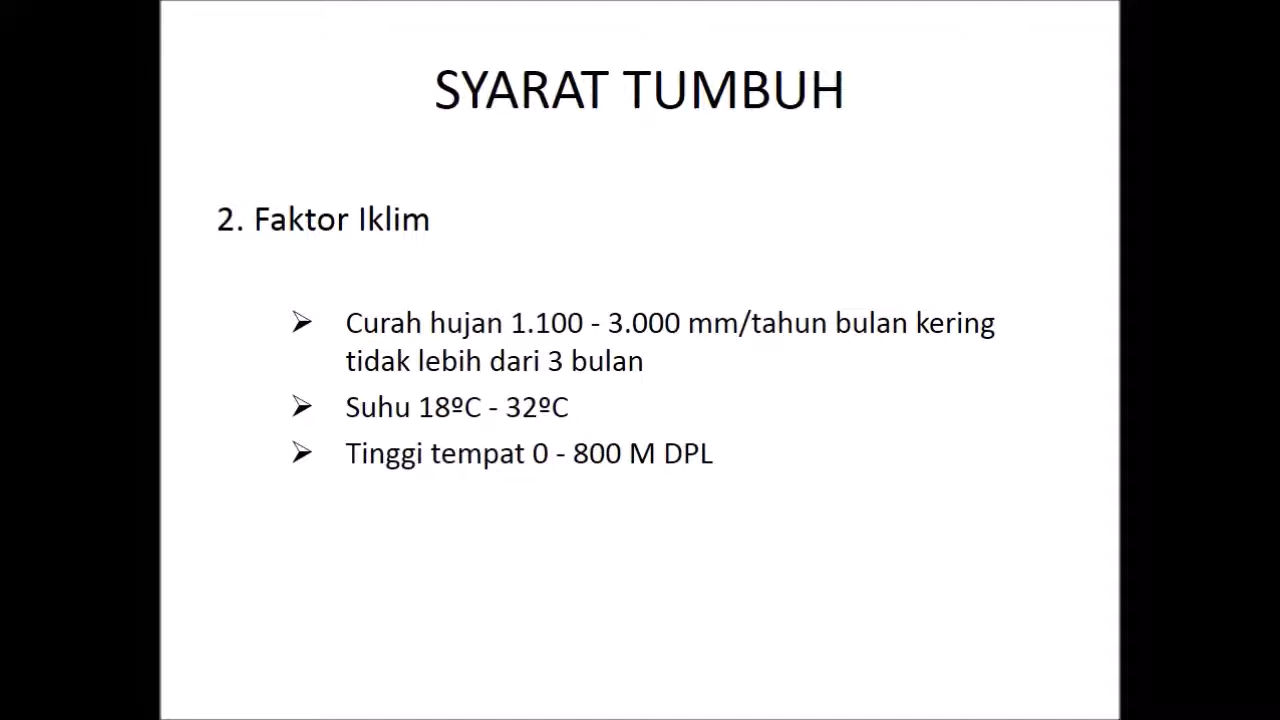 SYARAT TUMBUH
2. Faktor Iklim
➢ Curah hujan 1.100 - 3.000 mm/tahun bulan kering
tidak lebih dari 3 bulan
➢ Suhu 18ºC - 32ºC
➢ Tinggi tempat 0 - 800 M DPL